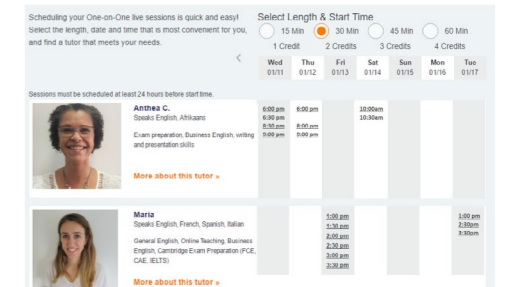 Scheduling your One-on-One live sessions is quick and easy!
Select the length, date and time that is most convenient for you,
and find a tutor that meets your needs.
Select Length & Start Time
15 Min 30 Min 45 Min 60 Min
1 Credit 2 Credits 3 Credits 4 Credits
<
Wed Thu Fri Sat Sun Mon Tue
01/11 01/12 01/13 01/14 01/15 01/16 01/17
Sessions must be scheduled at least 24 hours before start time.
Anthea C.
Speaks English, Afrikaans
Exam preparation, Business English, writing
and presentation skills
More about this tutor »
6:00 pm 6:00 pm 10:00am
6:30 pm 10:30am
8:30 pm 8:00 pm
9:00 pm 9:00 pm
Maria
Speaks English, French, Spanish, Italian
General English, Online Teaching, Business
English, Cambridge Exam Preparation (FCE,
CAE, IELTS)
More about this tutor »
1:00 pm 1:00 pm
1:30 pm 2:30pm
2:00 pm 3:30pm
2:30 pm
3:00 pm
3:30 pm